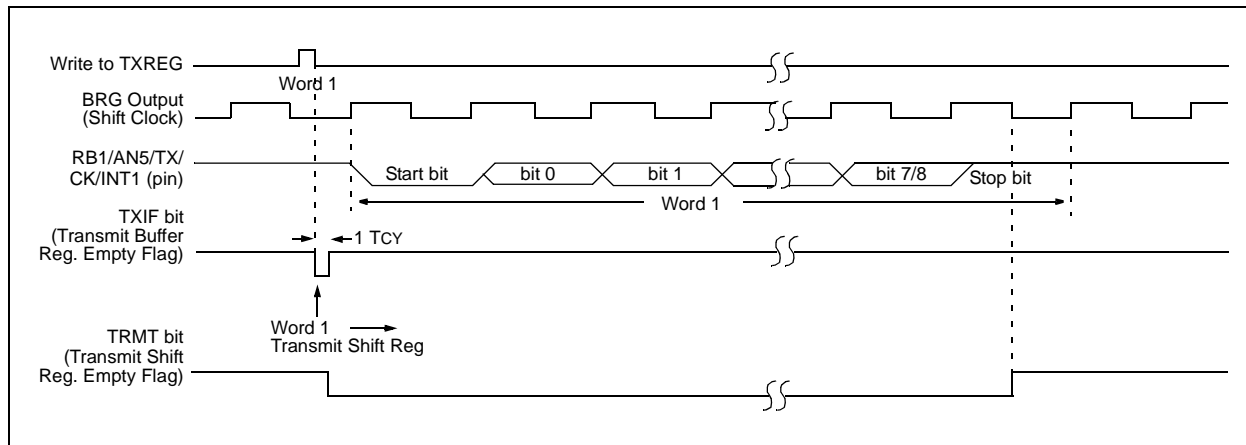 Write to TXREG
Word 1
BRG Output
(Shift Clock)
RB1/AN5/TX/
CK/INT1 (pin)
Start bit
bit 0
bit 1
bit 7/8
Stop bit
Word 1
TXIF bit
(Transmit Buffer
Reg. Empty Flag)
1 TCY
Word 1
Transmit Shift Reg
TRMT bit
(Transmit Shift
Reg. Empty Flag)